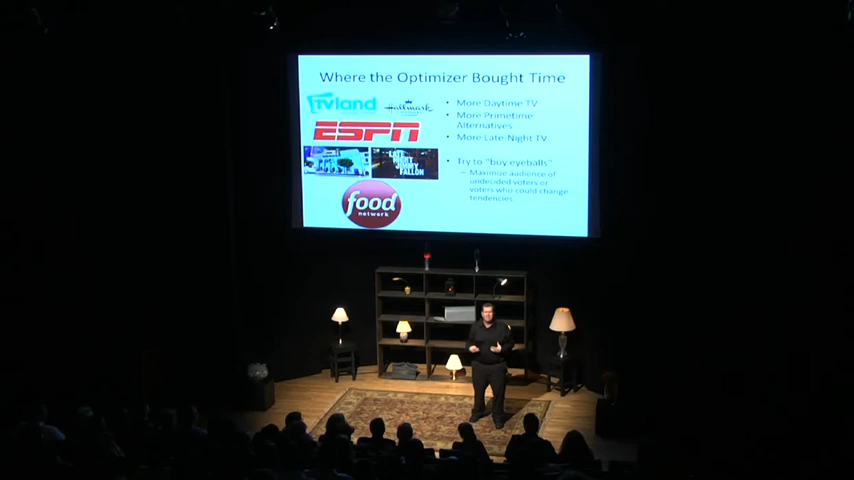 Where the Optimizer Bought Time
tvland
Hallmark
ESPN
LATE
NIGHT
JIMMY
FALLON
food
network
• More Daytime TV
• More Primetime
Alternatives
• More Late-Night TV
• Try to "buy eyeballs"
– Maximize audience of
undecided voters or
voters who could change
tendencies